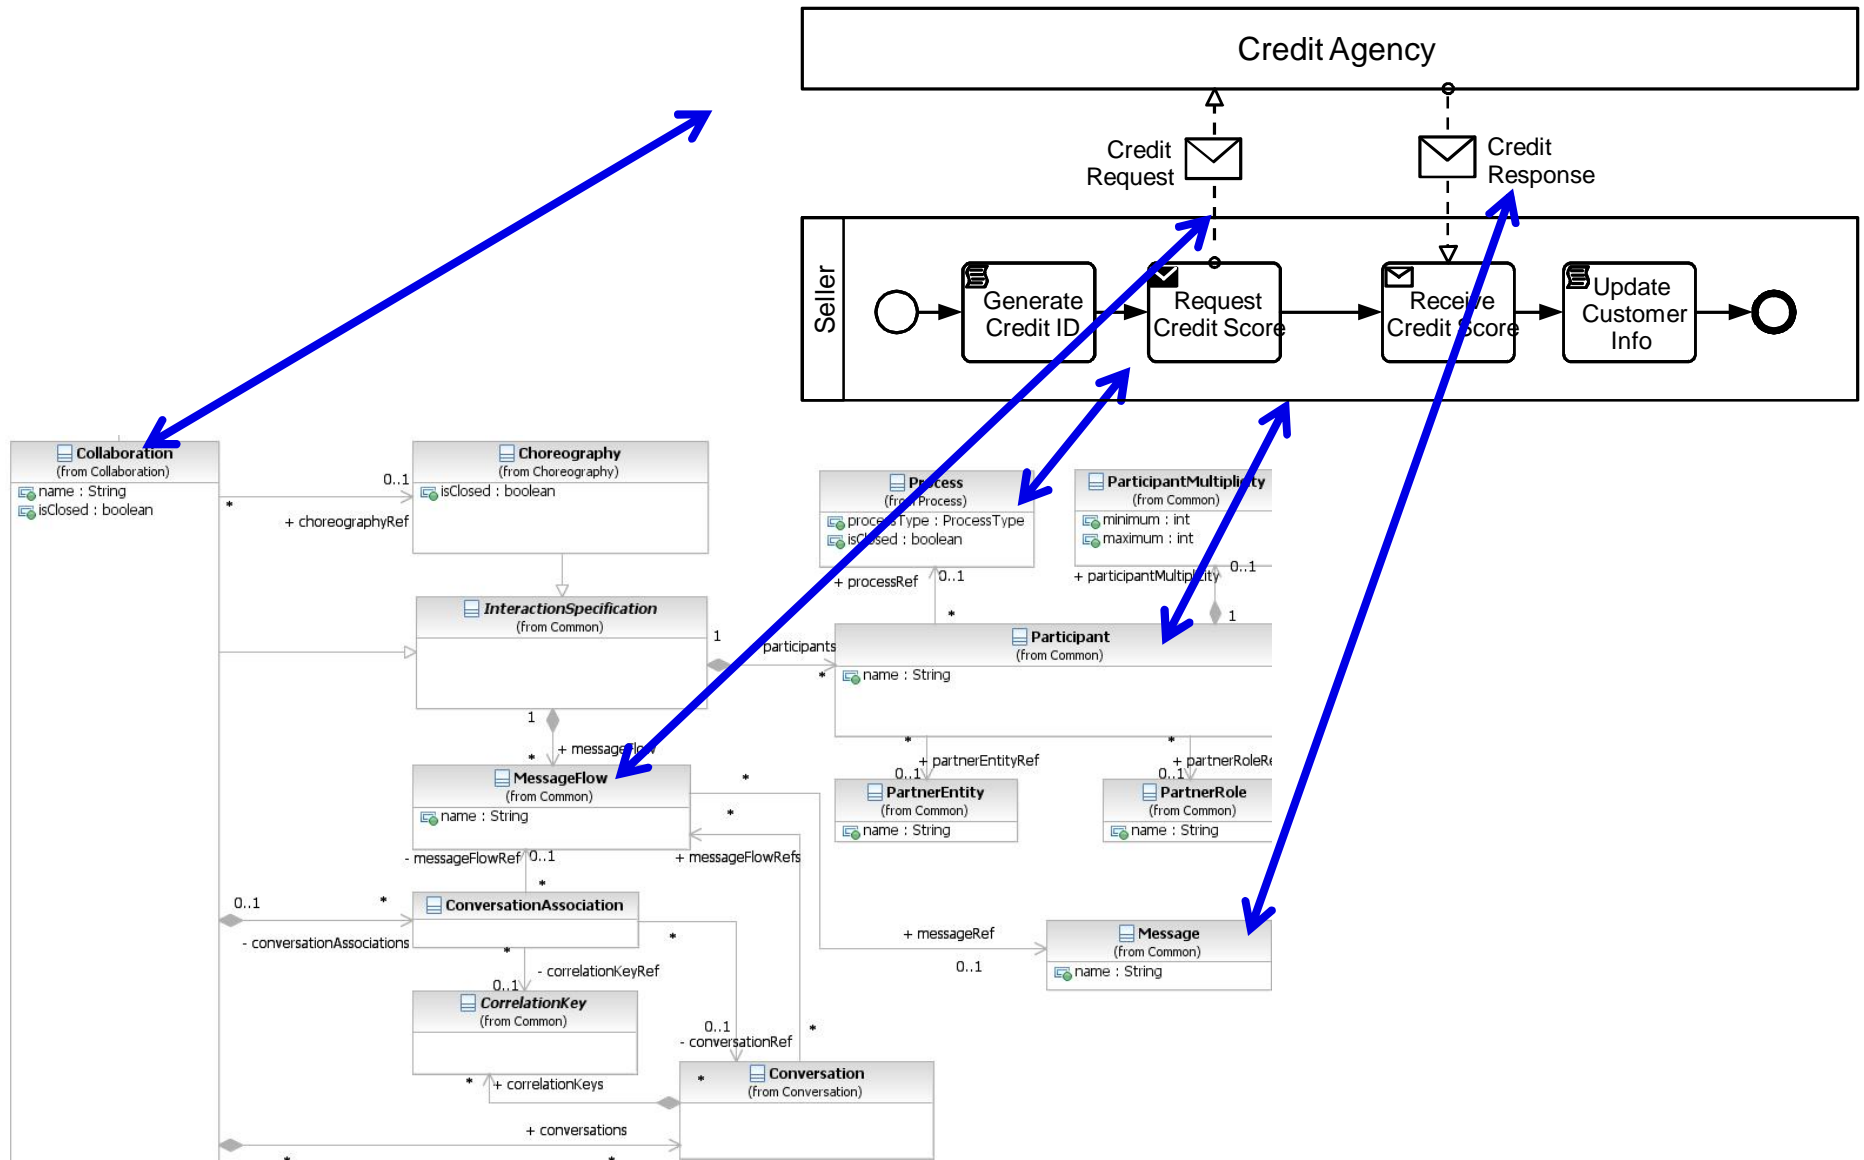 Credit Agency
Credit
Request
Credit
Response
Seller
Generate
Credit ID
Request
Credit Score
Receive
Credit Score
Update
Customer
Info
Collaboration
(from Collaboration)
name : String
isClosed : boolean
*
0..1
+ choreographyRef
Choreography
(from Choreography)
isClosed : boolean
Process
(from Process)
processType : ProcessType
isClosed : boolean
ParticipantMultiplicity
(from Common)
minimum : int
maximum : int
+ processRef
0..1
*
+ participantMultiplicity
0..1
1
InteractionSpecification
(from Common)
1
participants
*
Participant
(from Common)
name : String
1
+ messageFlow
*
*
+ partnerEntityRef
0..1
*
+ partnerRoleRe
0..1
MessageFlow
(from Common)
name : String
*
*
PartnerEntity
(from Common)
name : String
PartnerRole
(from Common)
name : String
- messageFlowRef
0..1
+ messageFlowRefs
*
0..1
*
- conversationAssociations
ConversationAssociation
*
*
- correlationKeyRef
0..1
+ messageRef
0..1
Message
(from Common)
name : String
CorrelationKey
(from Common)
0..1
- conversationRef
*
*
+ correlationKeys
*
Conversation
(from Conversation)
+ conversations
*
*